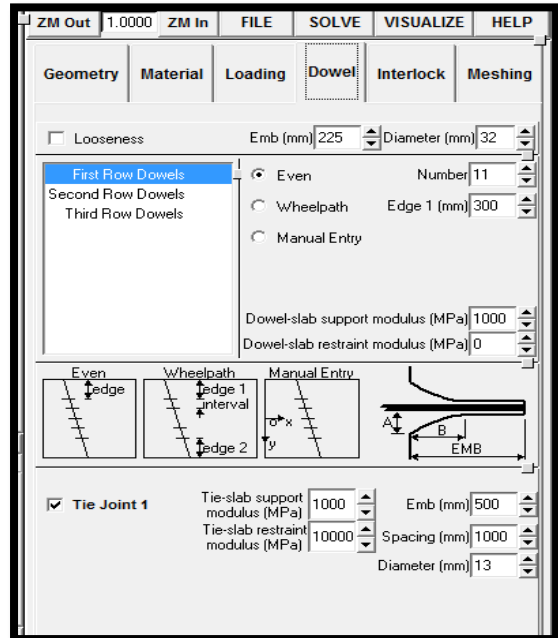 ZM Out 1.0000 ZM In FILE SOLVE VISUALIZE HELP
Geometry Material Loading Dowel Interlock Meshing
Looseness Emb (mm) 225 Diameter (mm) 32
First Row Dowels Even Number 11
Second Row Dowels Wheelpath Edge 1 (mm) 300
Third Row Dowels Manual Entry
Dowel-slab support modulus (MPa) 1000
Dowel-slab restraint modulus (MPa) 0
Even Wheelpath Manual Entry
edge edge 1
interval
o x A B
y edge 2 EMB
Tie Joint 1 Tie-slab support modulus (MPa) 1000 Emb (mm) 500
Tie-slab restraint modulus (MPa) 10000 Spacing (mm) 1000
Diameter (mm) 13